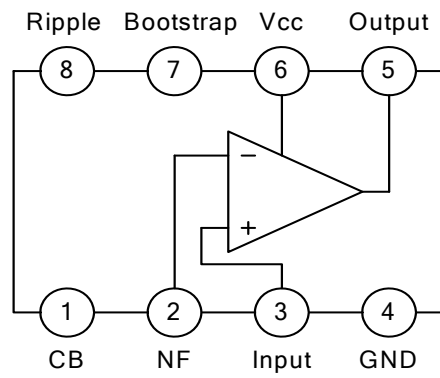 Ripple Bootstrap Vcc Output
8 7 6 5
−
+
1 2 3 4
CB NF Input GND